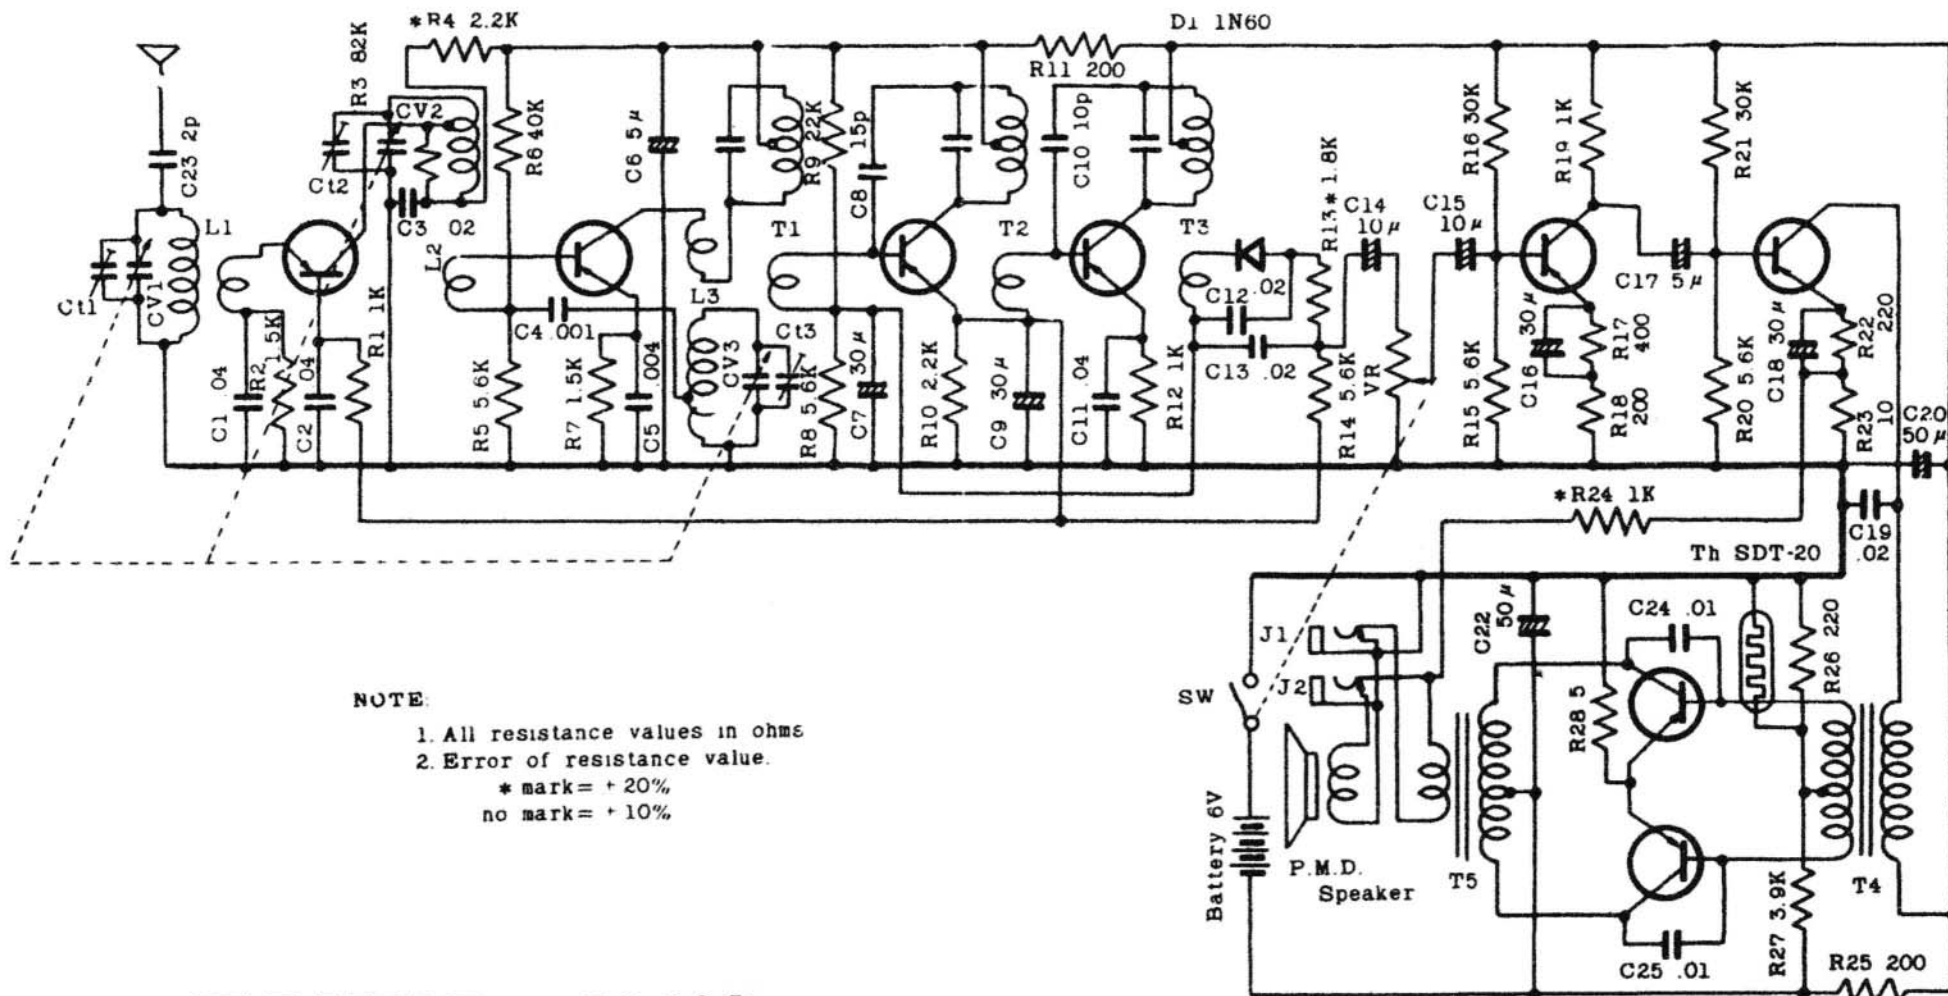 *R4 2.2K
D1 1N60
R3 82K
CV2
R11 200
C23 2p
Ct2
R6 40K
C6 5μ
R9 22K
15p
C8
C10 10p
R13* 1.8K
R16 30K
R19 1K
R21 30K
C3 .02
L1
L2
T1
T2
T3
C14
10μ
C15
10μ
Ct1
CV1
C4 .001
L3
Ct3
CV3
C12 .02
C13 .02
C17 5μ
C1 .04
R2 1.5K
C2 .04
R1 1K
R5 5.6K
R7 1.5K
C5 .004
R8 5.6K
C7 30μ
R10 2.2K
C9 30μ
C11 .04
R12 1K
R14 5.6K
VR
R15 5.6K
C16 30μ
R17
400
R18
200
R20 5.6K
C18 30μ
R22
220
R23
10
C20
50μ
*R24 1K
C19
.02
Th SDT-20
C22
50μ
C24 .01
R26 220
J1
J2
SW
R28 5
NOTE:
1. All resistance values in ohms
2. Error of resistance value.
* mark= +20%
no mark= +10%
Battery 6V
P.M.D.
Speaker
T5
T4
C25 .01
R27 3.9K
R25 200